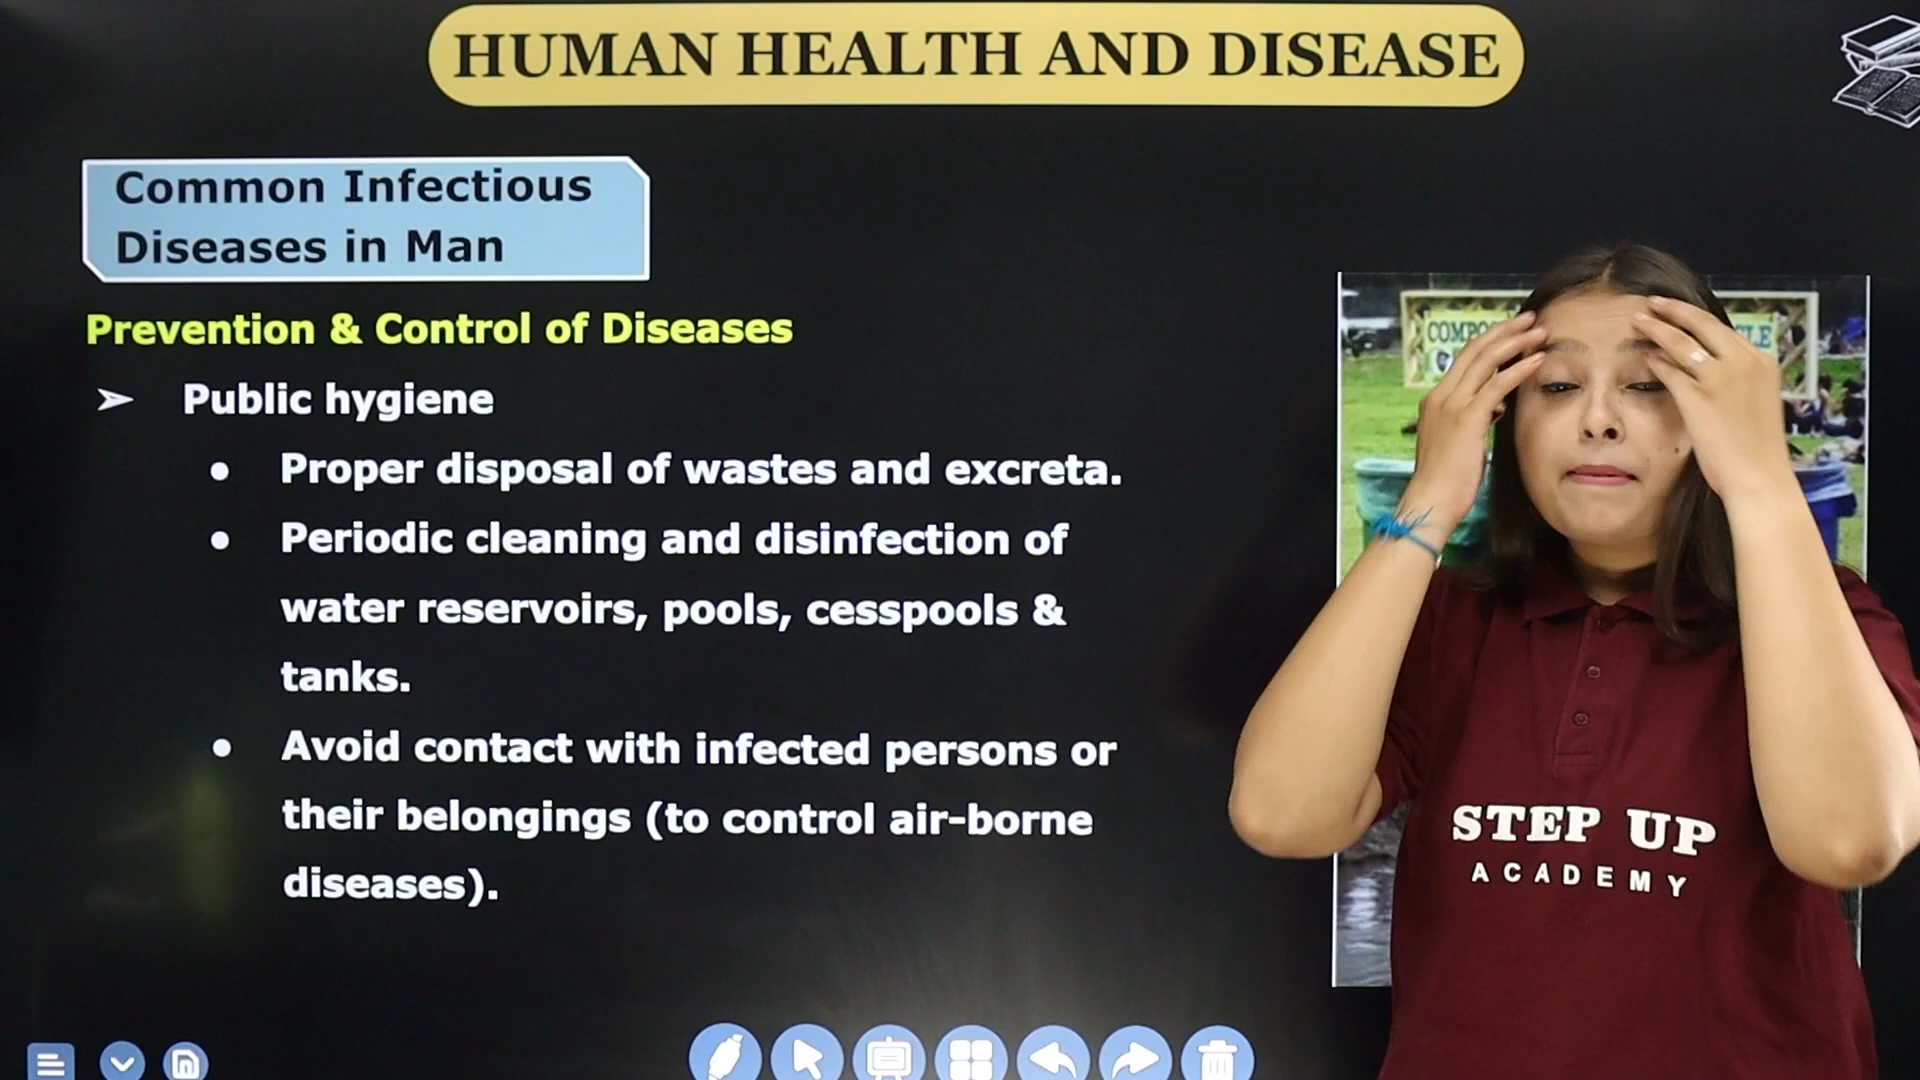 HUMAN HEALTH AND DISEASE
Common Infectious
Diseases in Man
Prevention & Control of Diseases
➢ Public hygiene
• Proper disposal of wastes and excreta.
• Periodic cleaning and disinfection of
water reservoirs, pools, cesspools &
tanks.
• Avoid contact with infected persons or
their belongings (to control air-borne
diseases).
STEP UP
ACADEMY